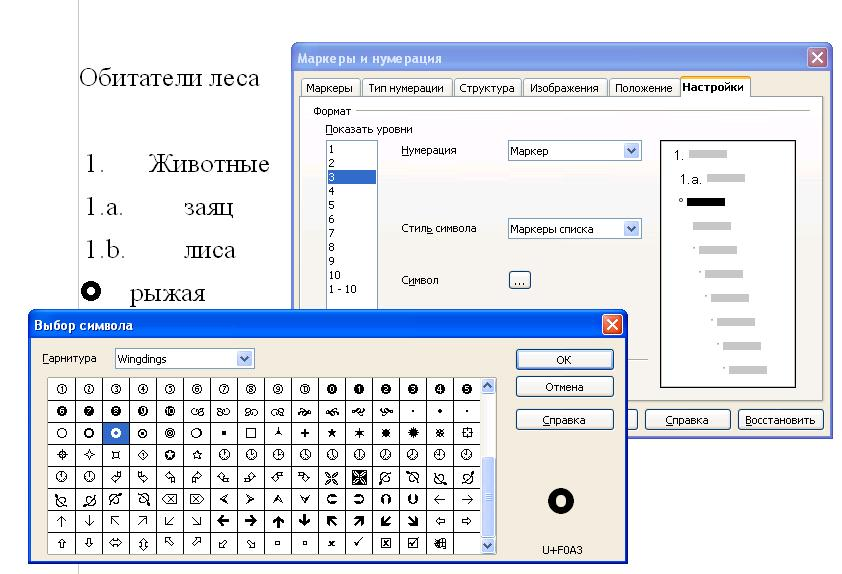 Обитатели леса
1. Животные
1.a. заяц
1.b. лиса
рыжая
Маркеры и нумерация
Маркеры Тип нумерации Структура Изображения Положение Настройки
Формат
Показать уровни
1
2
3
4
5
6
7
8
9
10
1 - 10
Нумерация Маркер
Стиль символа Маркеры списка
Символ ...
1.
1.a.
Справка Восстановить
Выбор символа
Гарнитура Wingdings
OK
Отмена
Справка
U+F0A3